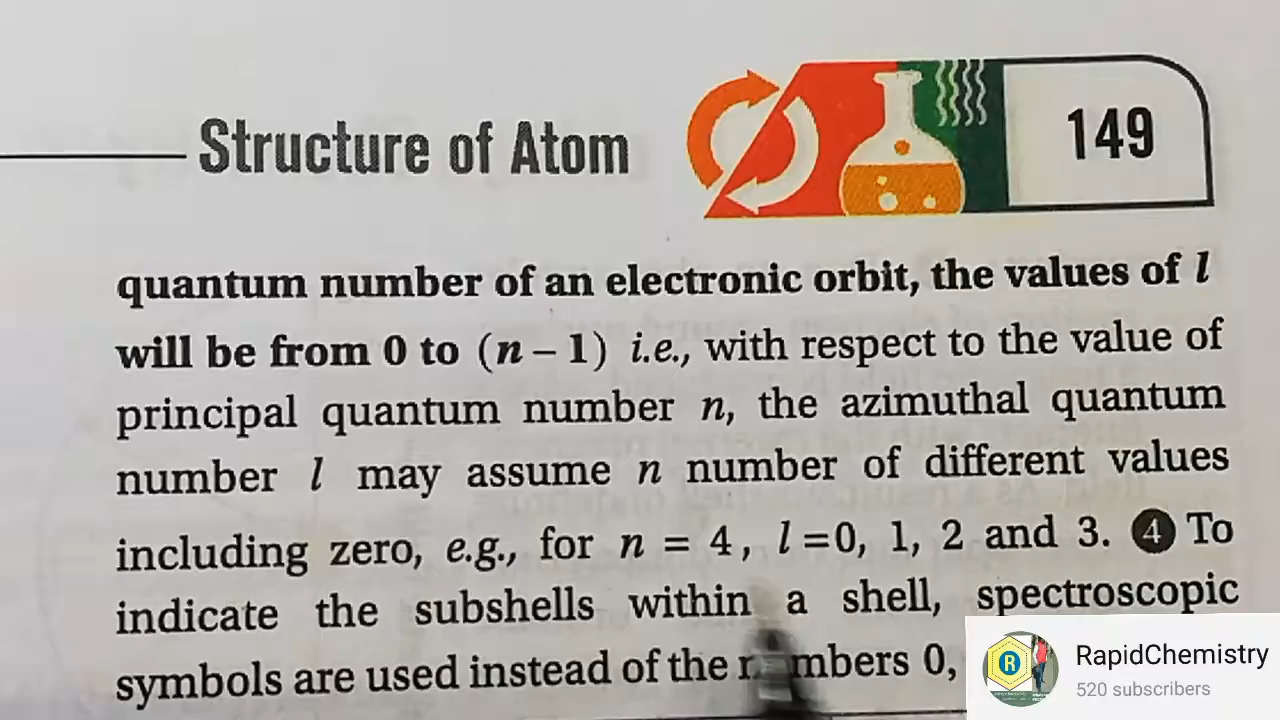 Structure of Atom
149
quantum number of an electronic orbit, the values of l
will be from 0 to (n – 1) i.e., with respect to the value of
principal quantum number n, the azimuthal quantum
number l may assume n number of different values
including zero, e.g., for n = 4, l =0, 1, 2 and 3. 4 To
indicate the subshells within a shell, spectroscopic
symbols are used instead of the numbers 0,
R
RapidChemistry
520 subscribers